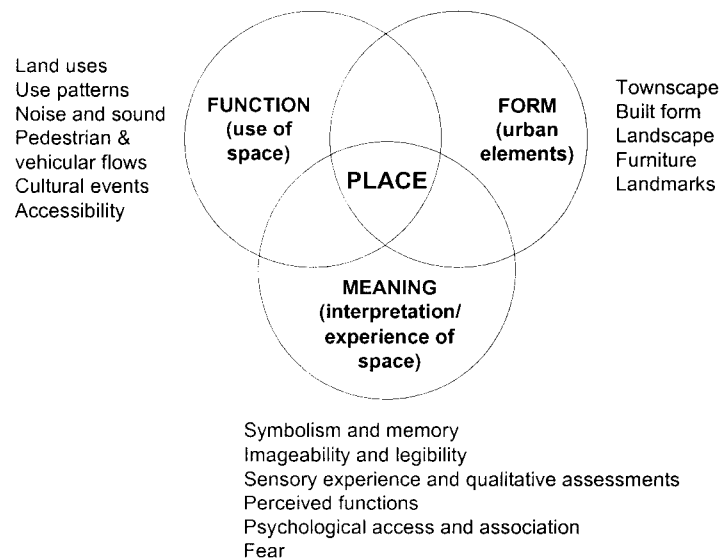 Land uses
Use patterns
Noise and sound
Pedestrian &
vehicular flows
Cultural events
Accessibility
FUNCTION
(use of
space)
FORM
(urban
elements)
Townscape
Built form
Landscape
Furniture
Landmarks
PLACE
MEANING
(interpretation/
experience of
space)
Symbolism and memory
Imageability and legibility
Sensory experience and qualitative assessments
Perceived functions
Psychological access and association
Fear